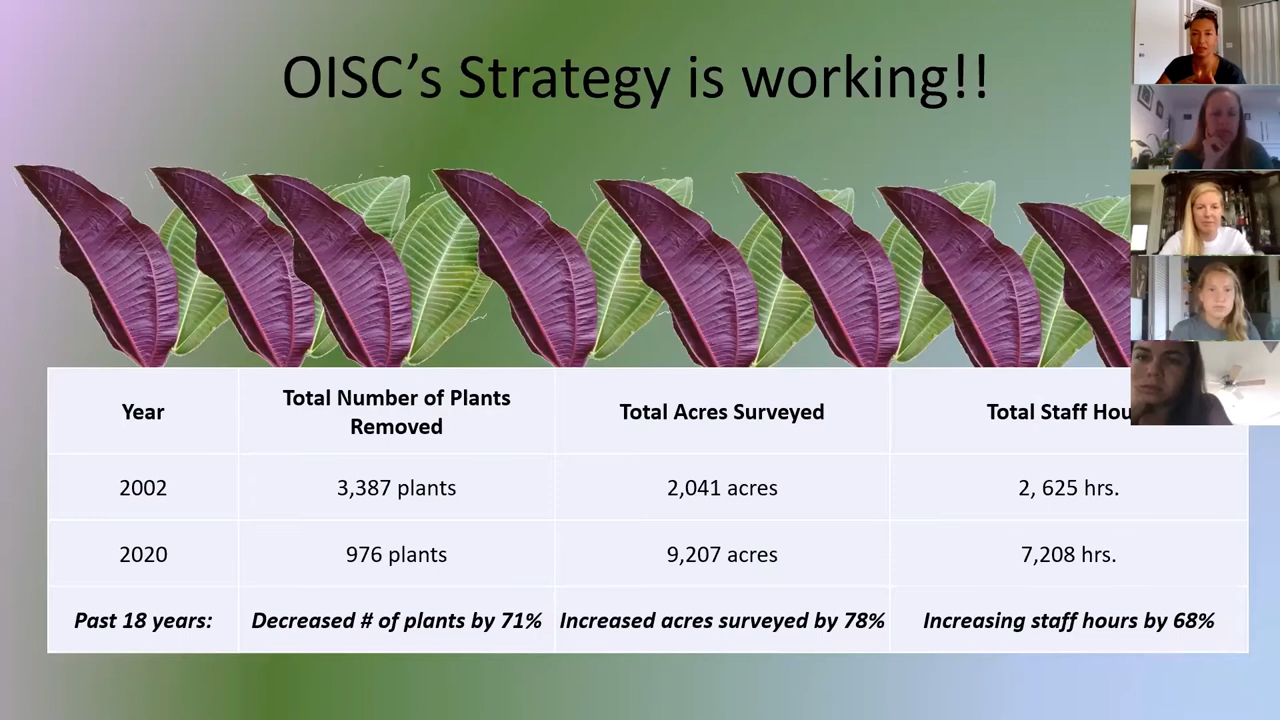 OISC's Strategy is working!!
Year
Total Number of Plants
Removed
Total Acres Surveyed
Total Staff
2002
3,387 plants
2,041 acres
2, 625 hrs.
2020
976 plants
9,207 acres
7,208 hrs.
Past 18 years:
Decreased # of plants by 71%
Increased acres surveyed by 78%
Increasing staff hours by 68%